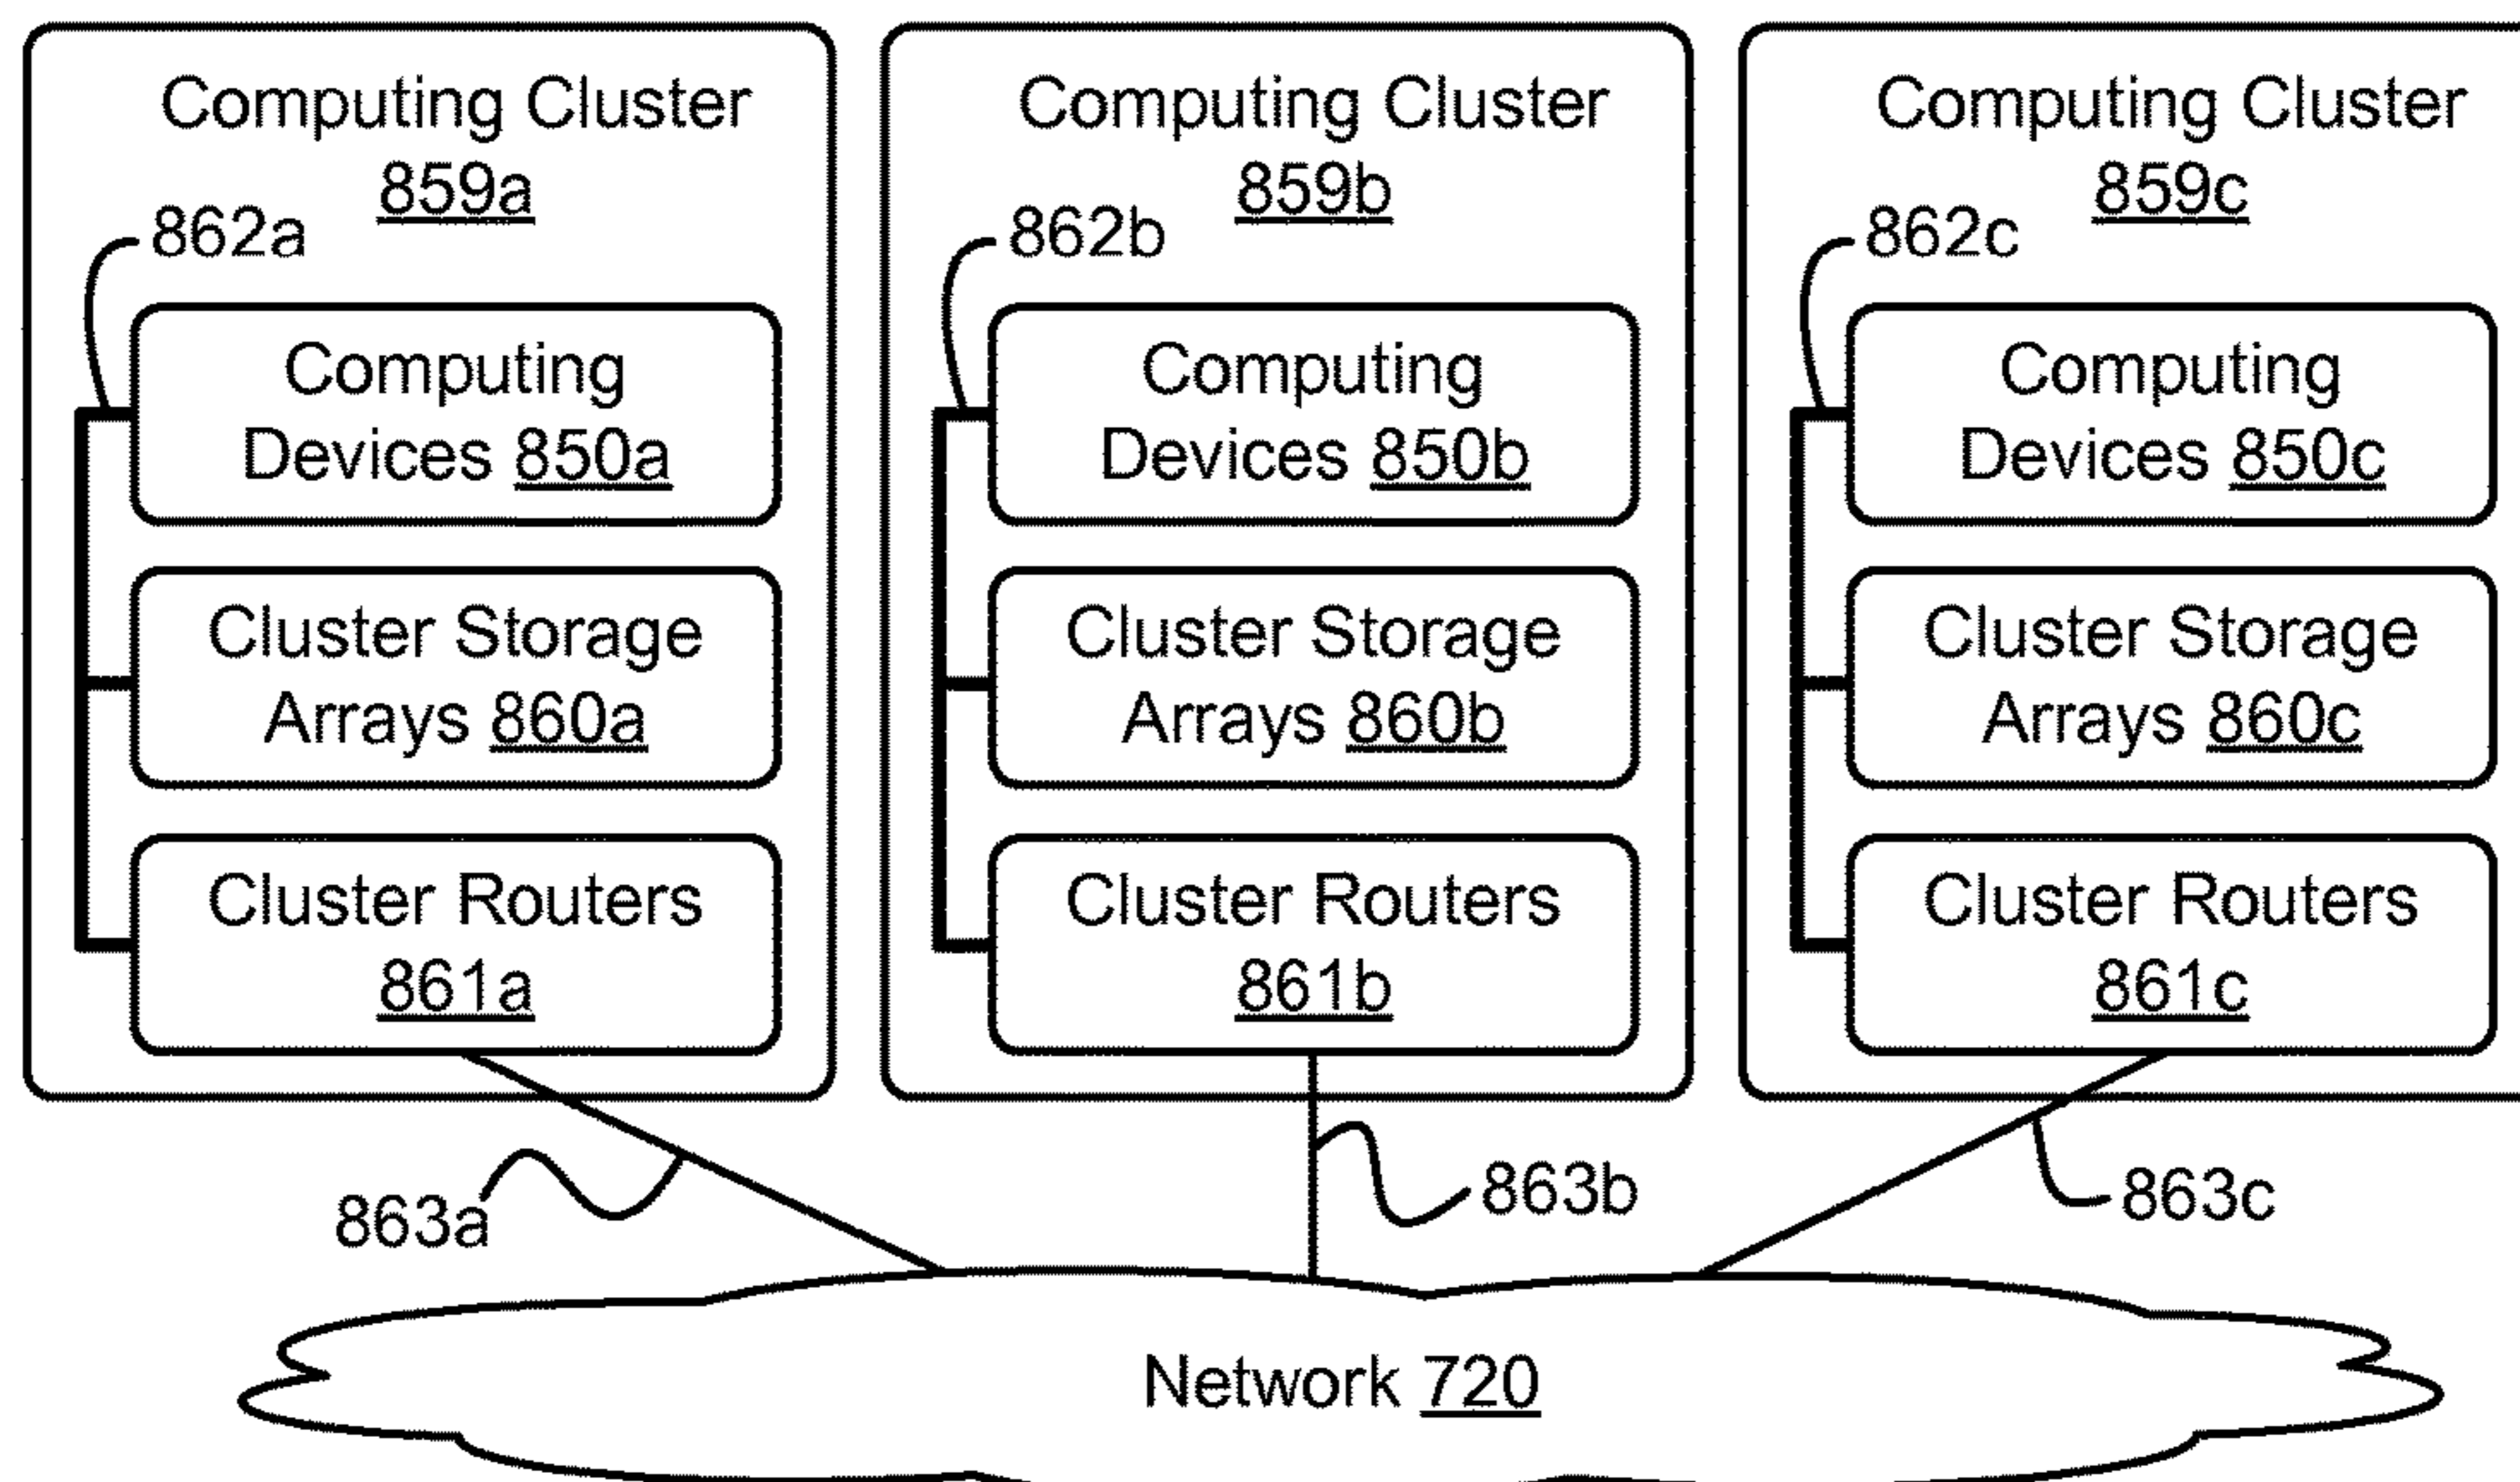 Computing Cluster
859a
862a
Computing
Devices 850a
Cluster Storage
Arrays 860a
Cluster Routers
861a
Computing Cluster
859b
862b
Computing
Devices 850b
Cluster Storage
Arrays 860b
Cluster Routers
861b
Computing Cluster
859c
862c
Computing
Devices 850c
Cluster Storage
Arrays 860c
Cluster Routers
861c
863a
863b
863c
Network 720